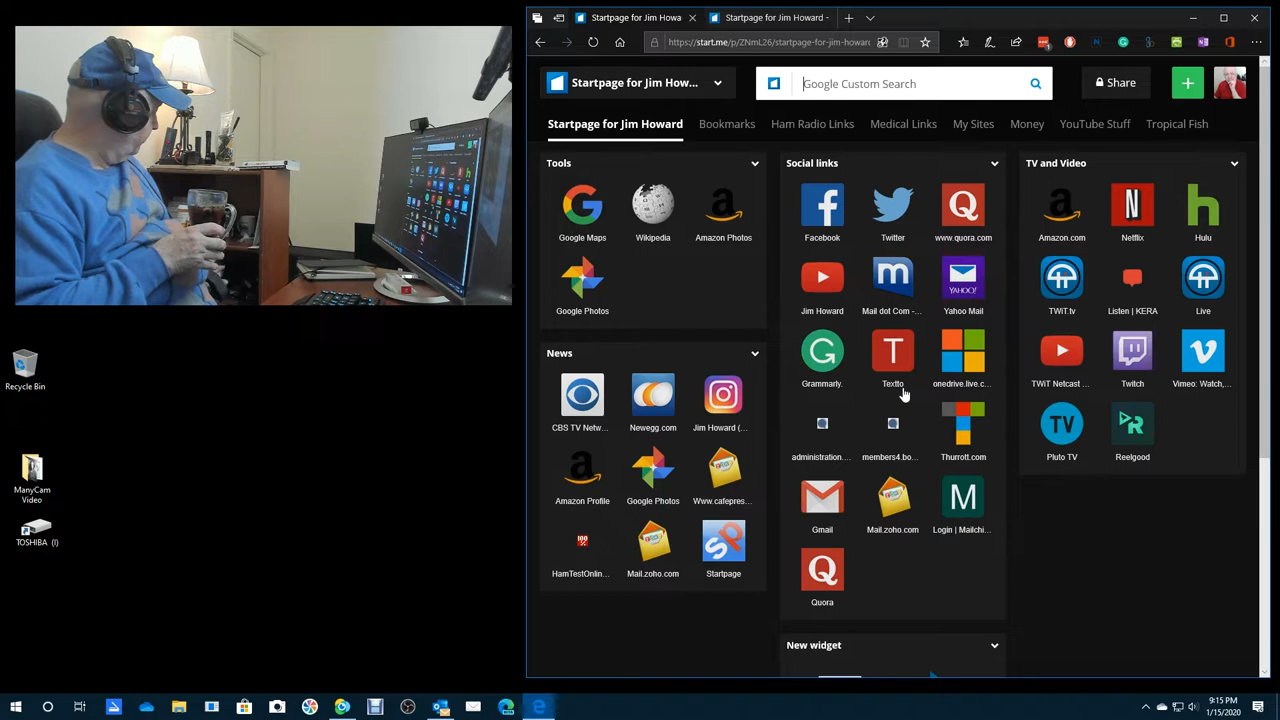 Startpage for Jim Howa
Startpage for Jim Howard -
https://start.me/p/ZNmL26/startpage-for-jim-howard
Startpage for Jim How...
Google Custom Search
Share
Startpage for Jim Howard
Bookmarks
Ham Radio Links
Medical Links
My Sites
Money
YouTube Stuff
Tropical Fish
Tools
Google Maps
Wikipedia
Amazon Photos
Google Photos
News
CBS TV Netw...
Newegg.com
Jim Howard (...
Amazon Profile
Google Photos
Www.cafepres...
100
%
HamTestOnlin...
Mail.zoho.com
Startpage
Social links
Facebook
Twitter
www.quora.com
Jim Howard
Mail dot Com -...
YAHOO!
Yahoo Mail
Grammarly.
Textto
onedrive.live.c...
administration....
members4.bo...
Thurrott.com
Gmail
Mail.zoho.com
Login | Mailchi...
Quora
New widget
TV and Video
Amazon.com
Netflix
Hulu
TWiT.tv
Listen | KERA
Live
TWiT Netcast ...
Twitch
Vimeo: Watch,...
TV
Pluto TV
Reelgood
Recycle Bin
ManyCam
Video
TOSHIBA (I)
9:15 PM
1/15/2020